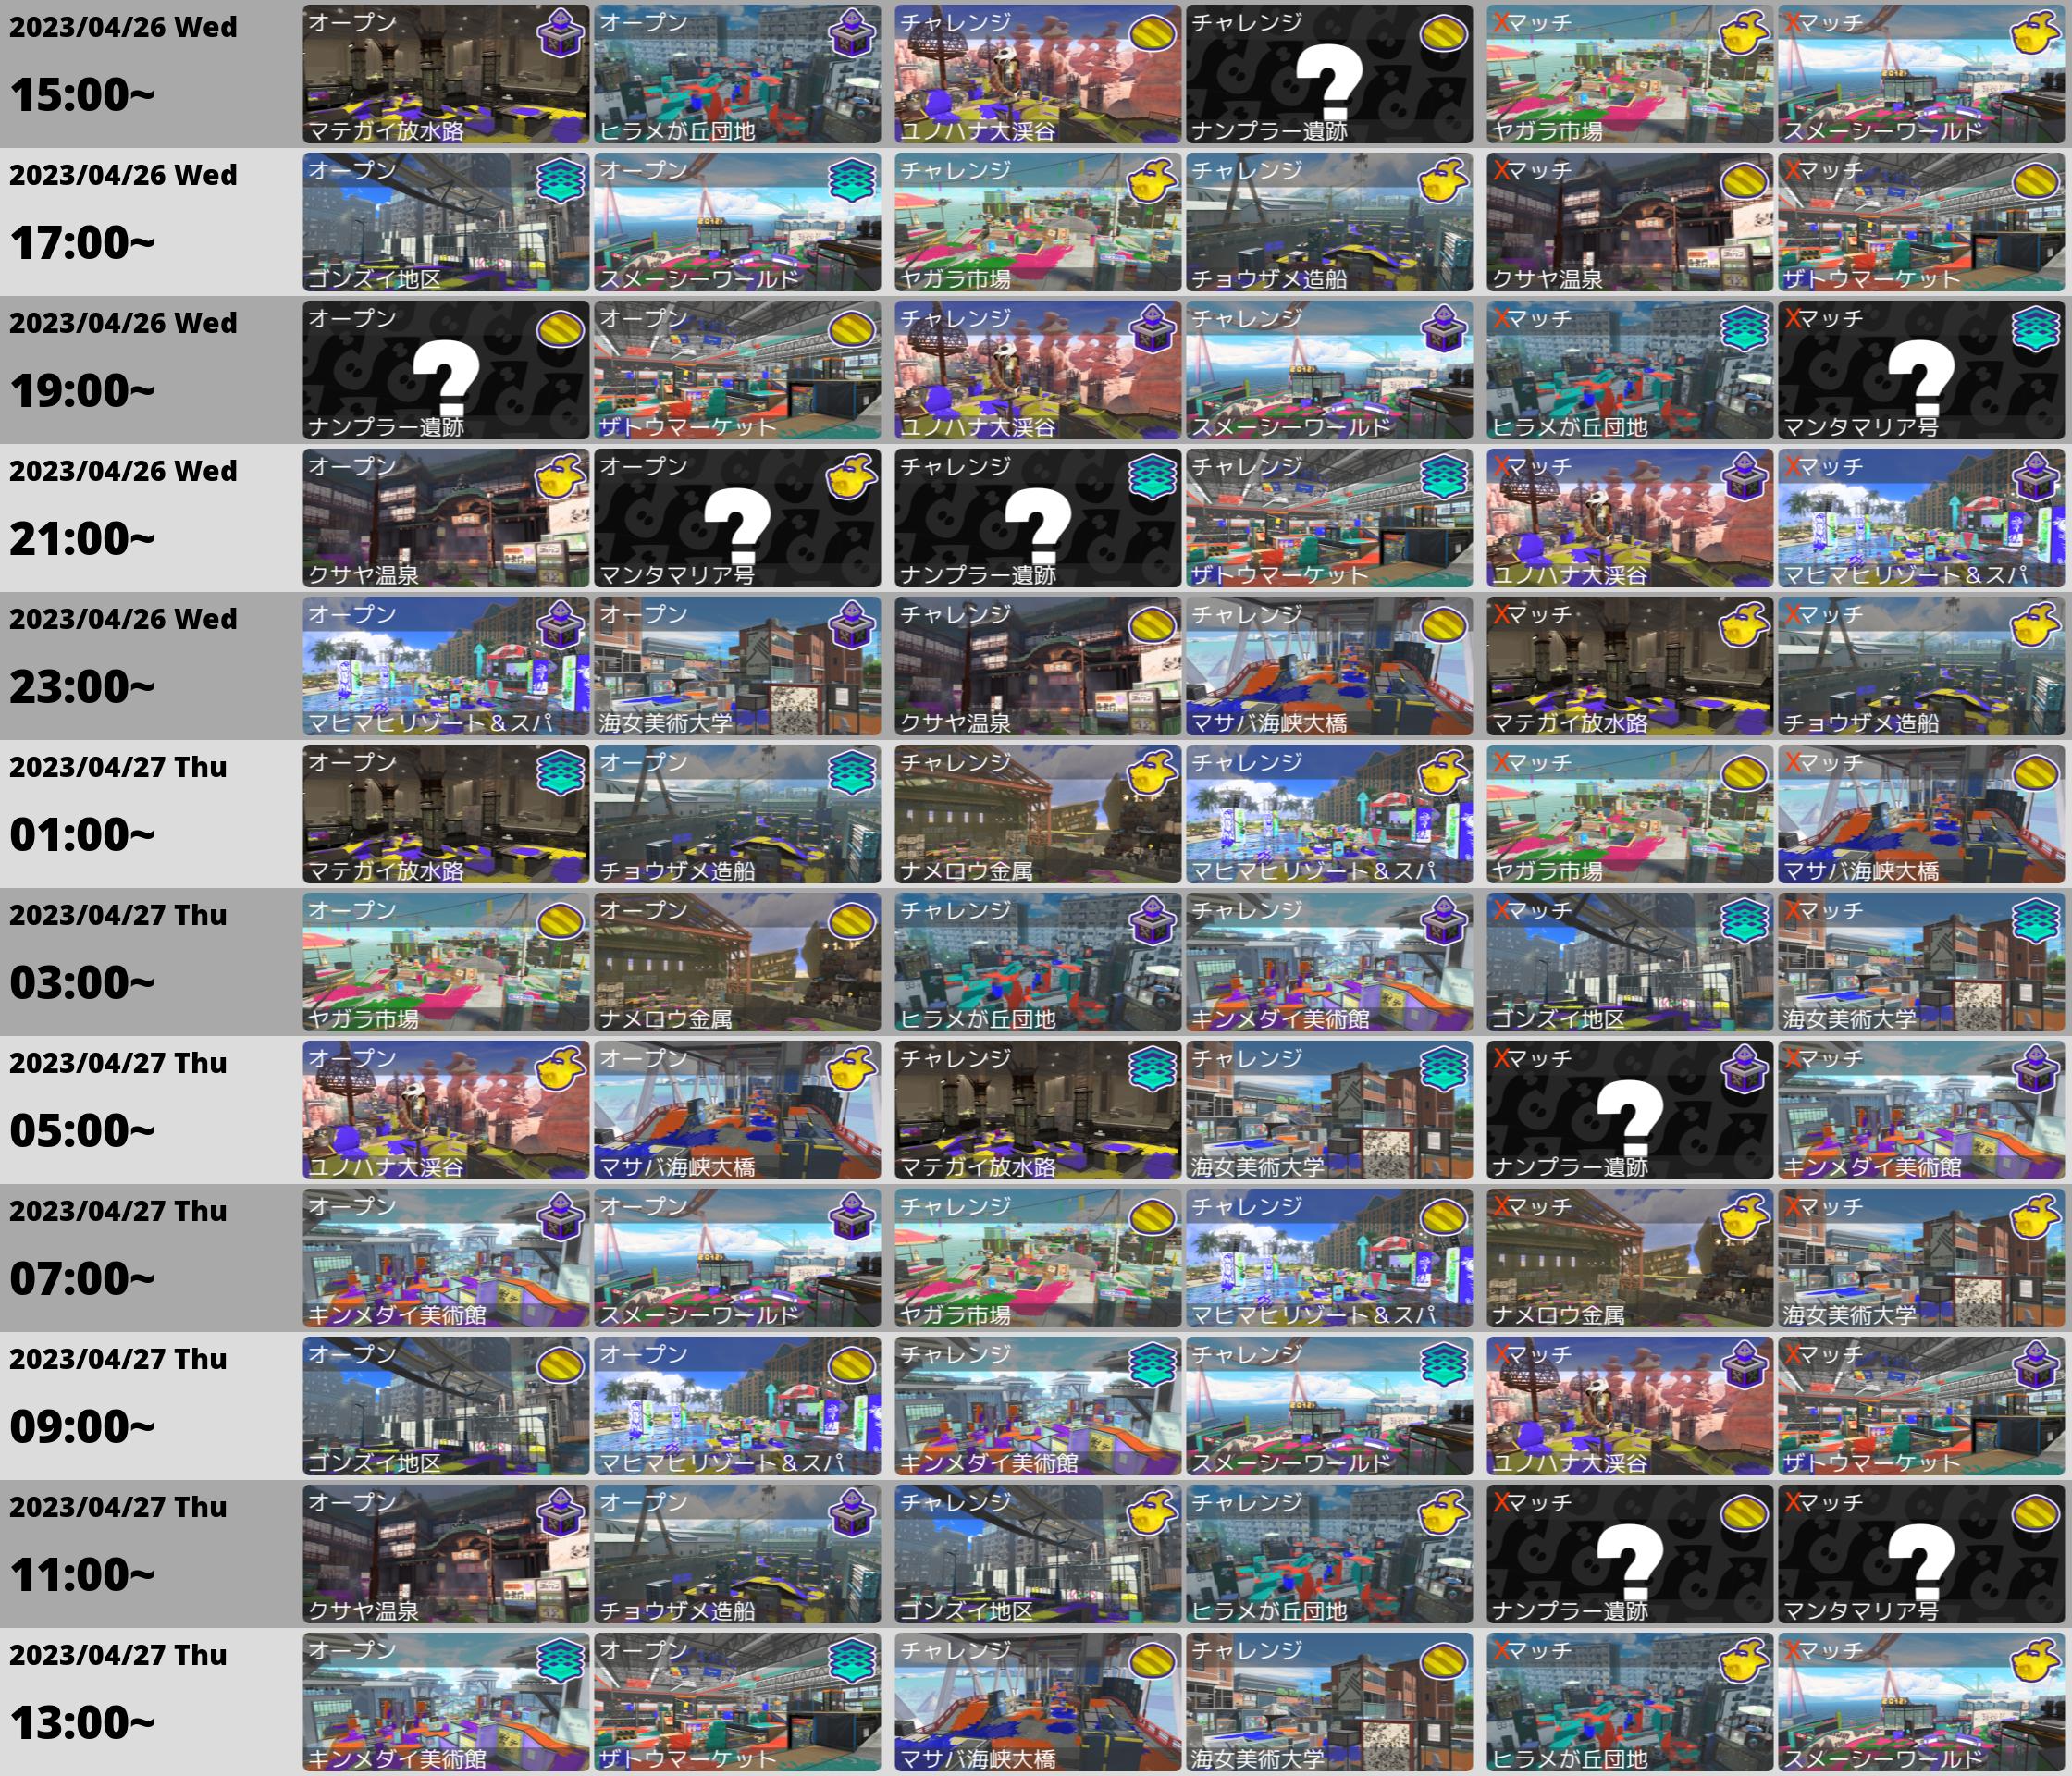 2023/04/26 Wed
15:00~
オープン
マテガイ放水路
オープン
ヒラメが丘団地
チャレンジ
ユノハナ大渓谷
チャレンジ
?
ナンプラー遺跡
Xマッチ
ヤガラ市場
Xマッチ
スメーシーワールド
2023/04/26 Wed
17:00~
オープン
ゴンズイ地区
オープン
スメーシーワールド
チャレンジ
ヤガラ市場
チャレンジ
チョウザメ造船
Xマッチ
クサヤ温泉
Xマッチ
ザトウマーケット
2023/04/26 Wed
19:00~
オープン
?
ナンプラー遺跡
オープン
ザトウマーケット
チャレンジ
ユノハナ大渓谷
チャレンジ
スメーシーワールド
Xマッチ
ヒラメが丘団地
Xマッチ
?
マンタマリア号
2023/04/26 Wed
21:00~
オープン
クサヤ温泉
オープン
?
マンタマリア号
チャレンジ
?
ナンプラー遺跡
チャレンジ
ザトウマーケット
Xマッチ
ユノハナ大渓谷
Xマッチ
マヒマヒリゾート＆スパ
2023/04/26 Wed
23:00~
オープン
マヒマヒリゾート＆スパ
オープン
海女美術大学
チャレンジ
クサヤ温泉
チャレンジ
マサバ海峡大橋
Xマッチ
マテガイ放水路
Xマッチ
チョウザメ造船
2023/04/27 Thu
01:00~
オープン
マテガイ放水路
オープン
チョウザメ造船
チャレンジ
ナメロウ金属
チャレンジ
マヒマヒリゾート＆スパ
Xマッチ
ヤガラ市場
Xマッチ
マサバ海峡大橋
2023/04/27 Thu
03:00~
オープン
ヤガラ市場
オープン
ナメロウ金属
チャレンジ
ヒラメが丘団地
チャレンジ
キンメダイ美術館
Xマッチ
ゴンズイ地区
Xマッチ
海女美術大学
2023/04/27 Thu
05:00~
オープン
ユノハナ大渓谷
オープン
マサバ海峡大橋
チャレンジ
マテガイ放水路
チャレンジ
海女美術大学
Xマッチ
?
ナンプラー遺跡
Xマッチ
キンメダイ美術館
2023/04/27 Thu
07:00~
オープン
キンメダイ美術館
オープン
スメーシーワールド
チャレンジ
ヤガラ市場
チャレンジ
マヒマヒリゾート＆スパ
Xマッチ
ナメロウ金属
Xマッチ
海女美術大学
2023/04/27 Thu
09:00~
オープン
ゴンズイ地区
オープン
マヒマヒリゾート＆スパ
チャレンジ
キンメダイ美術館
チャレンジ
スメーシーワールド
Xマッチ
ユノハナ大渓谷
Xマッチ
ザトウマーケット
2023/04/27 Thu
11:00~
オープン
クサヤ温泉
オープン
チョウザメ造船
チャレンジ
ゴンズイ地区
チャレンジ
ヒラメが丘団地
Xマッチ
?
ナンプラー遺跡
Xマッチ
?
マンタマリア号
2023/04/27 Thu
13:00~
オープン
キンメダイ美術館
オープン
ザトウマーケット
チャレンジ
マサバ海峡大橋
チャレンジ
海女美術大学
Xマッチ
ヒラメが丘団地
Xマッチ
スメーシーワールド